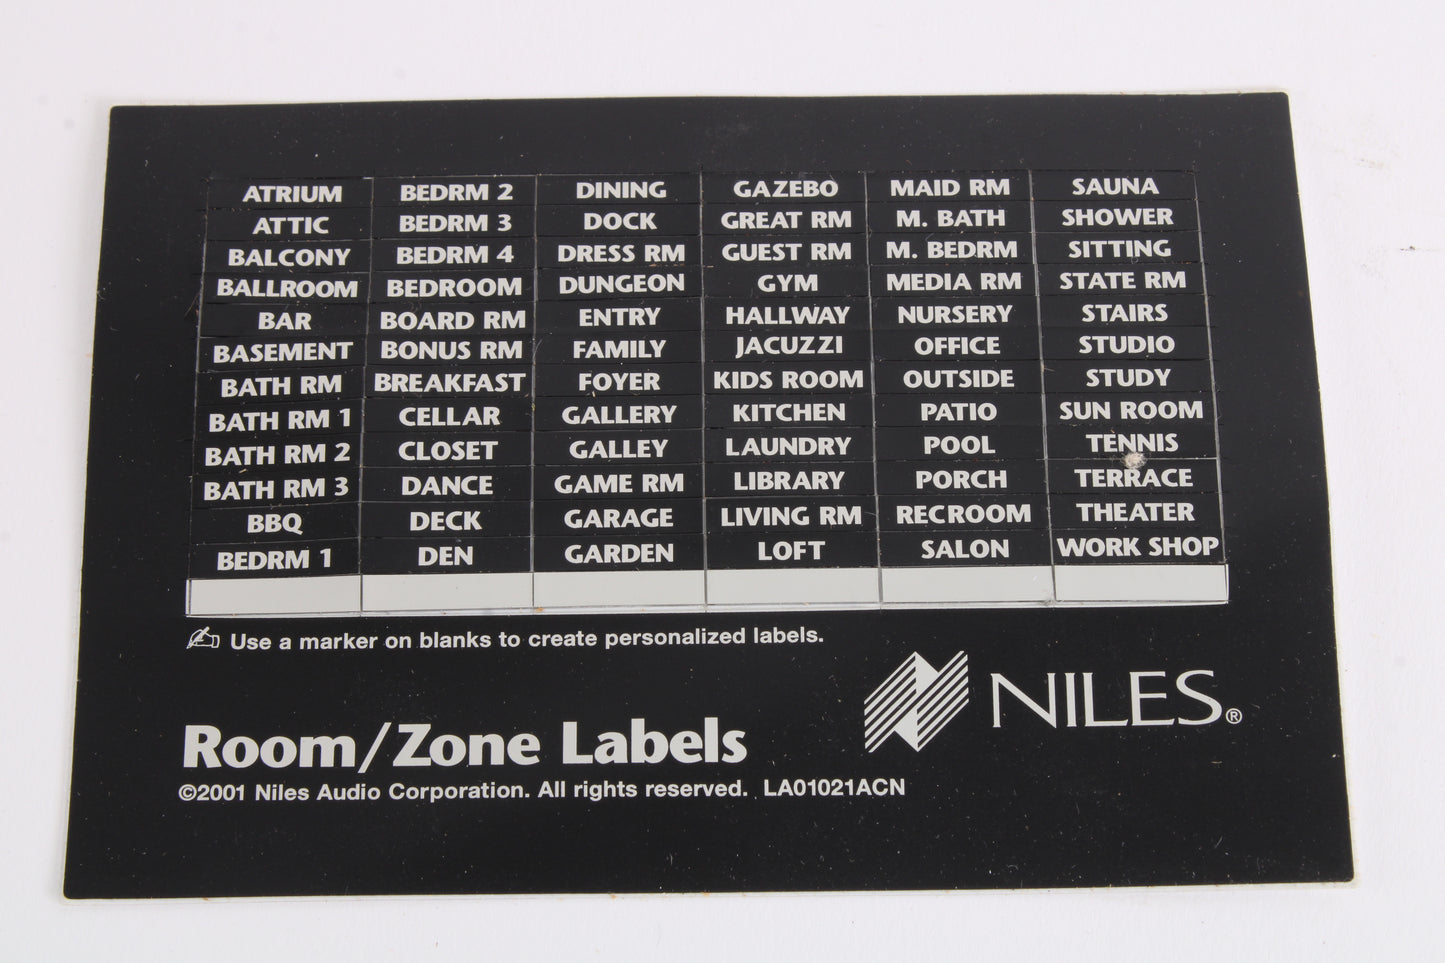 ATRIUM BEDRM 2 DINING GAZEBO MAID RM SAUNA
ATTIC BEDRM 3 DOCK GREAT RM M. BATH SHOWER
BALCONY BEDRM 4 DRESS RM GUEST RM M. BEDRM SITTING
BALLROOM BEDROOM DUNGEON GYM MEDIA RM STATE RM
BAR BOARD RM ENTRY HALLWAY NURSERY STAIRS
BASEMENT BONUS RM FAMILY JACUZZI OFFICE STUDIO
BATH RM BREAKFAST FOYER KIDS ROOM OUTSIDE STUDY
BATH RM 1 CELLAR GALLERY KITCHEN PATIO SUN ROOM
BATH RM 2 CLOSET GALLEY LAUNDRY POOL TENNIS
BATH RM 3 DANCE GAME RM LIBRARY PORCH TERRACE
BBQ DECK GARAGE LIVING RM RECROOM THEATER
BEDRM 1 DEN GARDEN LOFT SALON WORK SHOP
Use a marker on blanks to create personalized labels.
NILES®
Room/Zone Labels
©2001 Niles Audio Corporation. All rights reserved. LA01021ACN